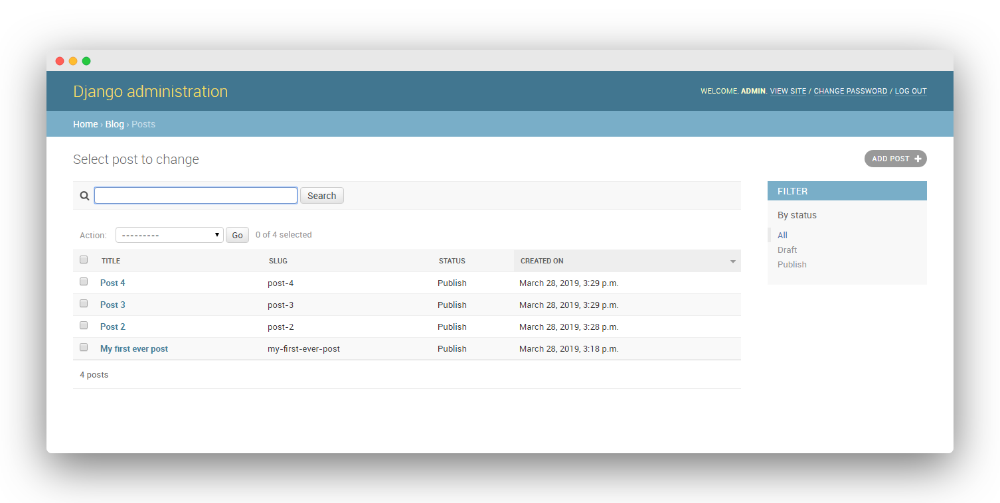 Django administration
WELCOME, ADMIN. VIEW SITE / CHANGE PASSWORD / LOG OUT
Home › Blog › Posts
Select post to change
ADD POST +
Search
FILTER
By status
All
Draft
Publish
Action: --------- Go 0 of 4 selected
TITLE SLUG STATUS CREATED ON
Post 4 post-4 Publish March 28, 2019, 3:29 p.m.
Post 3 post-3 Publish March 28, 2019, 3:29 p.m.
Post 2 post-2 Publish March 28, 2019, 3:28 p.m.
My first ever post my-first-ever-post Publish March 28, 2019, 3:18 p.m.
4 posts